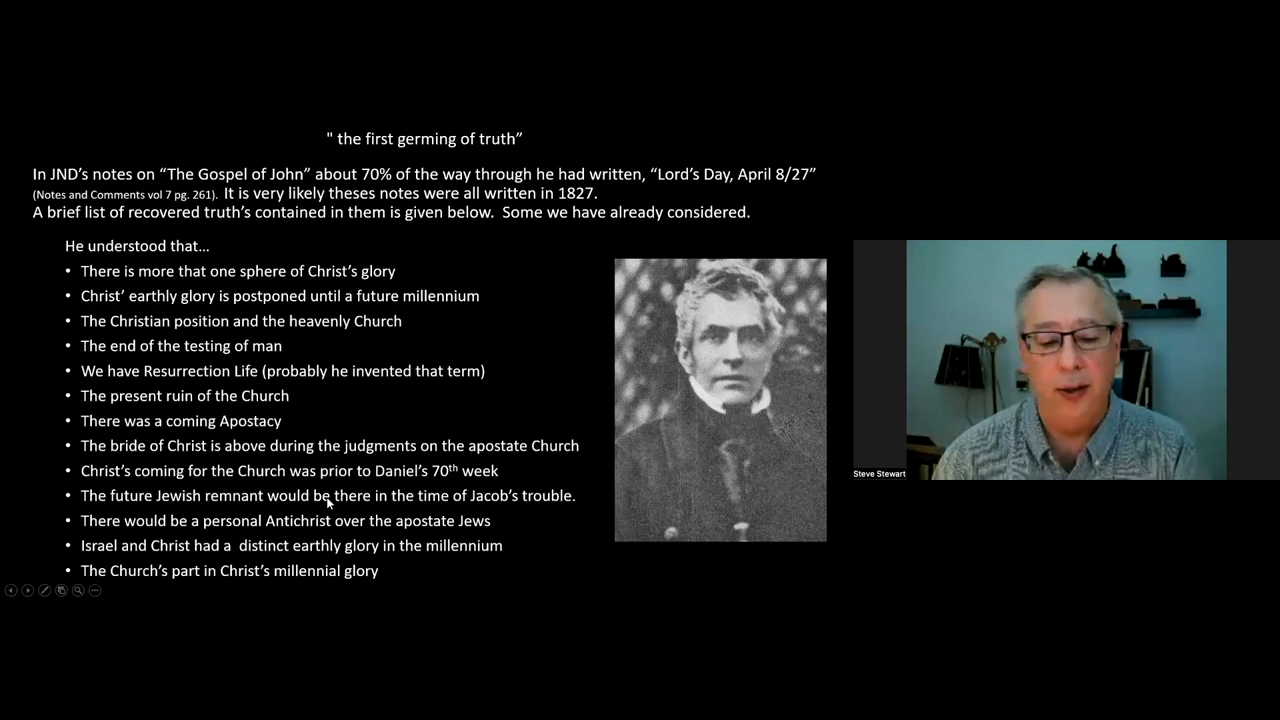 " the first germing of truth”
In JND’s notes on “The Gospel of John” about 70% of the way through he had written, “Lord’s Day, April 8/27”
(Notes and Comments vol 7 pg. 261). It is very likely theses notes were all written in 1827.
A brief list of recovered truth’s contained in them is given below. Some we have already considered.
He understood that…
• There is more that one sphere of Christ’s glory
• Christ’ earthly glory is postponed until a future millennium
• The Christian position and the heavenly Church
• The end of the testing of man
• We have Resurrection Life (probably he invented that term)
• The present ruin of the Church
• There was a coming Apostacy
• The bride of Christ is above during the judgments on the apostate Church
• Christ’s coming for the Church was prior to Daniel’s 70th week
• The future Jewish remnant would be there in the time of Jacob’s trouble.
• There would be a personal Antichrist over the apostate Jews
• Israel and Christ had a distinct earthly glory in the millennium
• The Church’s part in Christ’s millennial glory
Steve Stewart